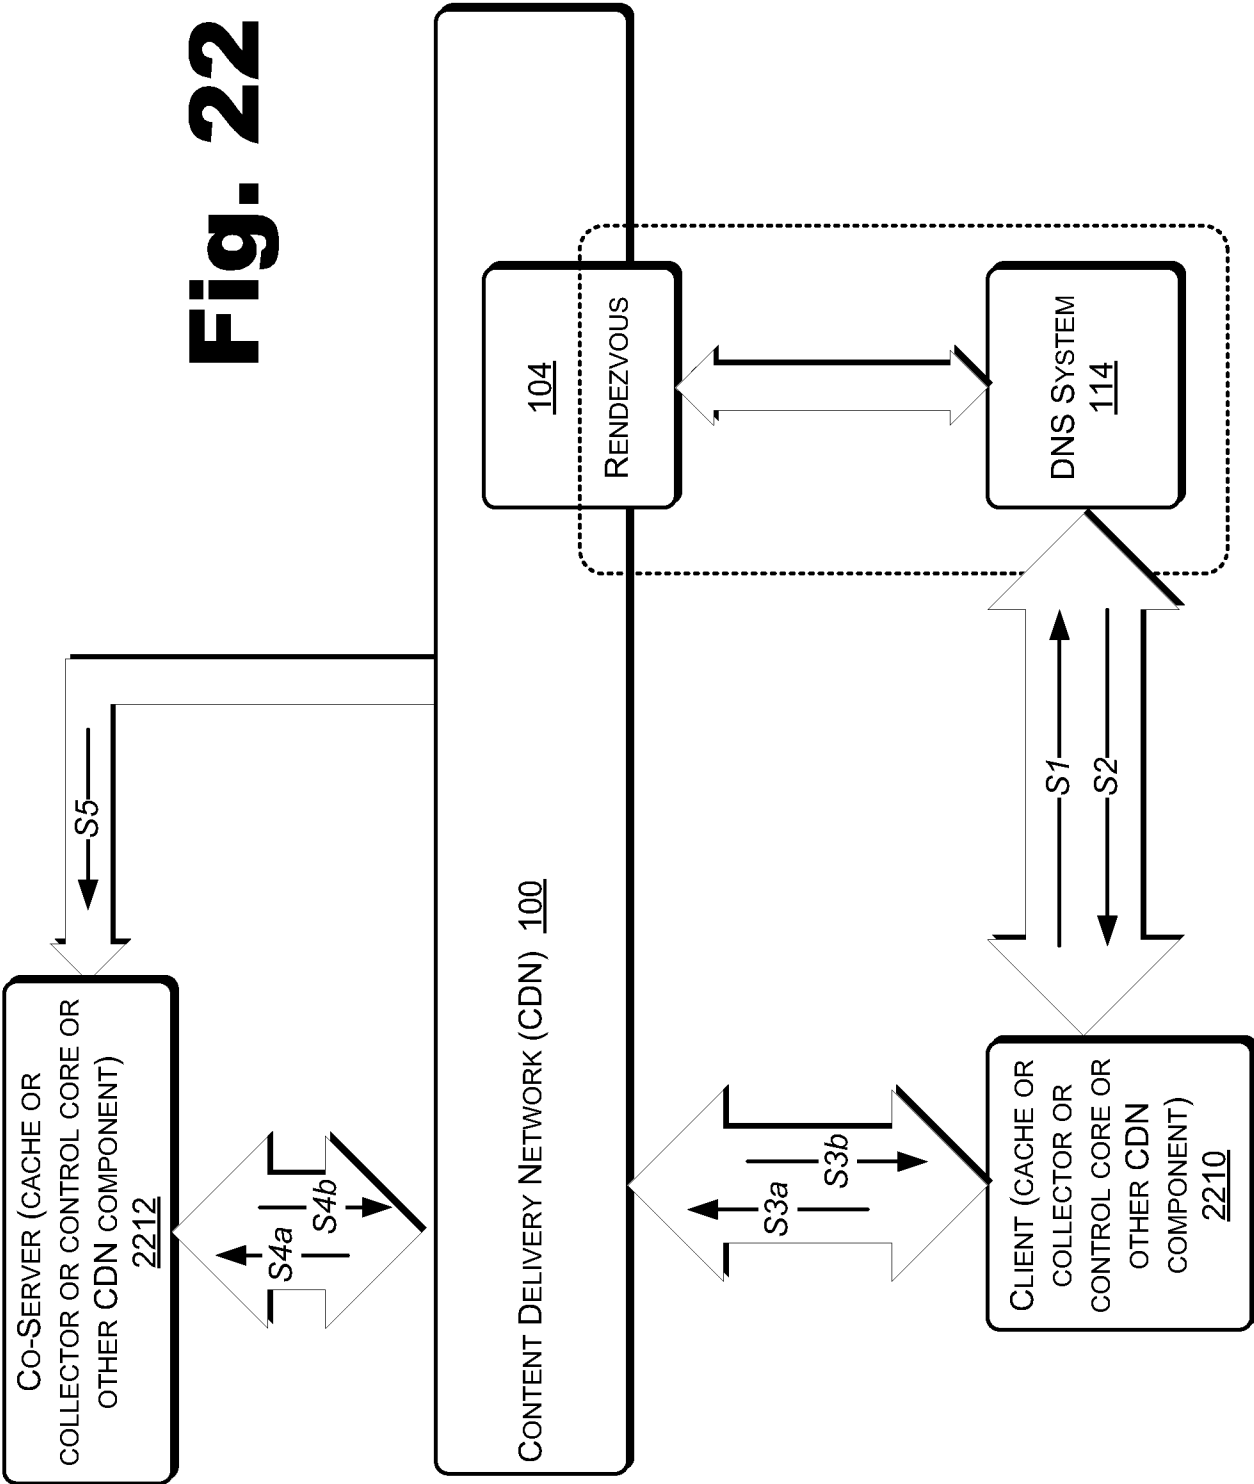 Fig. 22
CO-SERVER (CACHE OR
COLLECTOR OR CONTROL CORE OR
OTHER CDN COMPONENT)
2212
S5
S4a
S4b
CONTENT DELIVERY NETWORK (CDN) 100
104
RENDEZVOUS
S3a
S3b
S1
S2
DNS SYSTEM
114
CLIENT (CACHE OR
COLLECTOR OR
CONTROL CORE OR
OTHER CDN
COMPONENT)
2210